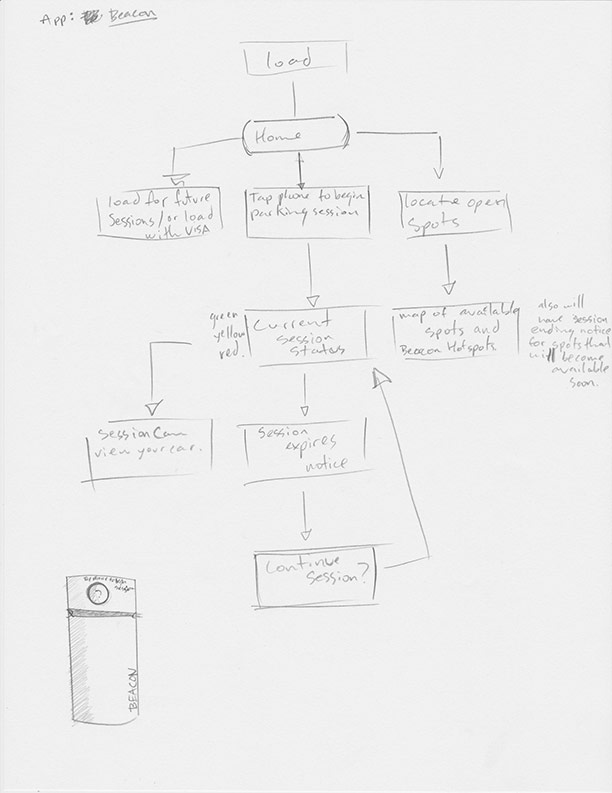 App: Beacon
load
Home
load for future
Sessions/or load
with VISA
Tap phone to begin
parking session
locate open
Spots
green
yellow
red.
Current
Session
Status
map of available
spots and
Beacon Hotspots
also will
have session
ending notice
for spots that
will become
available
soon.
Session Cam
view your car.
Session
expires
notice
Continue
Session?
BEACON